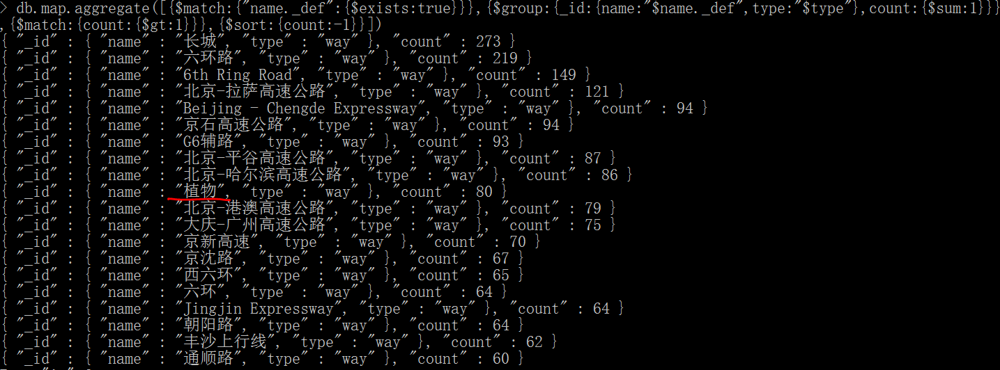 > db.map.aggregate([{$match:{"name._def":{$exists:true}}},{$group:{_id:{name:"$name._def",type:"$type"},count:{$sum:1}}}
,{$match:{count:{$gt:1}}},{$sort:{count:-1}}])
{ "_id" : { "name" : "长城", "type" : "way" }, "count" : 273 }
{ "_id" : { "name" : "六环路", "type" : "way" }, "count" : 219 }
{ "_id" : { "name" : "6th Ring Road", "type" : "way" }, "count" : 149 }
{ "_id" : { "name" : "北京-拉萨高速公路", "type" : "way" }, "count" : 121 }
{ "_id" : { "name" : "Beijing - Chengde Expressway", "type" : "way" }, "count" : 94 }
{ "_id" : { "name" : "京石高速公路", "type" : "way" }, "count" : 94 }
{ "_id" : { "name" : "G6辅路", "type" : "way" }, "count" : 93 }
{ "_id" : { "name" : "北京-平谷高速公路", "type" : "way" }, "count" : 87 }
{ "_id" : { "name" : "北京-哈尔滨高速公路", "type" : "way" }, "count" : 86 }
{ "_id" : { "name" : "植物", "type" : "way" }, "count" : 80 }
{ "_id" : { "name" : "北京-港澳高速公路", "type" : "way" }, "count" : 79 }
{ "_id" : { "name" : "大庆-广州高速公路", "type" : "way" }, "count" : 75 }
{ "_id" : { "name" : "京新高速", "type" : "way" }, "count" : 70 }
{ "_id" : { "name" : "京沈路", "type" : "way" }, "count" : 67 }
{ "_id" : { "name" : "西六环", "type" : "way" }, "count" : 65 }
{ "_id" : { "name" : "六环", "type" : "way" }, "count" : 64 }
{ "_id" : { "name" : "Jingjin Expressway", "type" : "way" }, "count" : 64 }
{ "_id" : { "name" : "朝阳路", "type" : "way" }, "count" : 64 }
{ "_id" : { "name" : "丰沙上行线", "type" : "way" }, "count" : 62 }
{ "_id" : { "name" : "通顺路", "type" : "way" }, "count" : 60 }